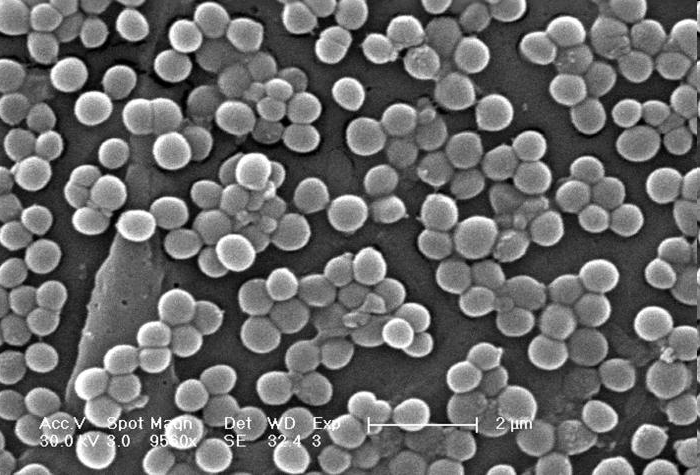 Acc.V Spot Magn Det WD Exp
30.0 kV 3.0 9560x SE 32.4 3 2 µm